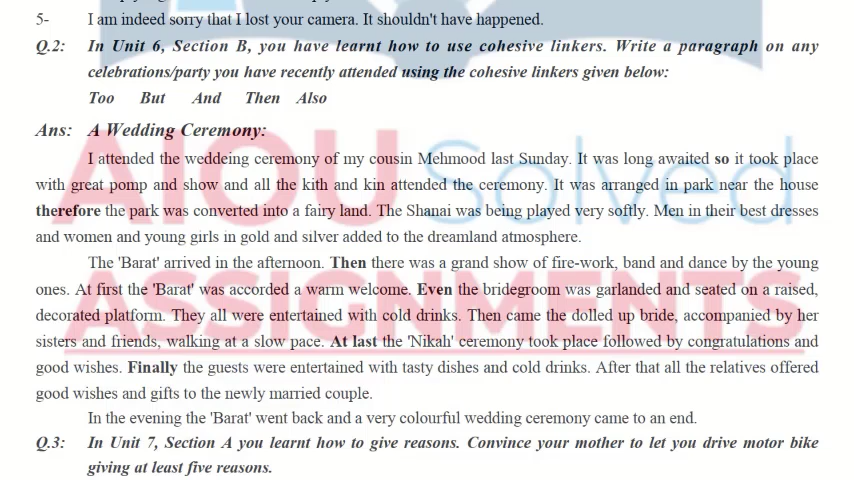 5- I am indeed sorry that I lost your camera. It shouldn't have happened.
Q.2: In Unit 6, Section B, you have learnt how to use cohesive linkers. Write a paragraph on any
celebrations/party you have recently attended using the cohesive linkers given below:
Too But And Then Also
Ans: A Wedding Ceremony:
I attended the weddeing ceremony of my cousin Mehmood last Sunday. It was long awaited so it took place
with great pomp and show and all the kith and kin attended the ceremony. It was arranged in park near the house
therefore the park was converted into a fairy land. The Shanai was being played very softly. Men in their best dresses
and women and young girls in gold and silver added to the dreamland atmosphere.
The 'Barat' arrived in the afternoon. Then there was a grand show of fire-work, band and dance by the young
ones. At first the 'Barat' was accorded a warm welcome. Even the bridegroom was garlanded and seated on a raised,
decorated platform. They all were entertained with cold drinks. Then came the dolled up bride, accompanied by her
sisters and friends, walking at a slow pace. At last the 'Nikah' ceremony took place followed by congratulations and
good wishes. Finally the guests were entertained with tasty dishes and cold drinks. After that all the relatives offered
good wishes and gifts to the newly married couple.
In the evening the 'Barat' went back and a very colourful wedding ceremony came to an end.
Q.3: In Unit 7, Section A you learnt how to give reasons. Convince your mother to let you drive motor bike
giving at least five reasons.
AIOU Solved
ASSIGNMENTS